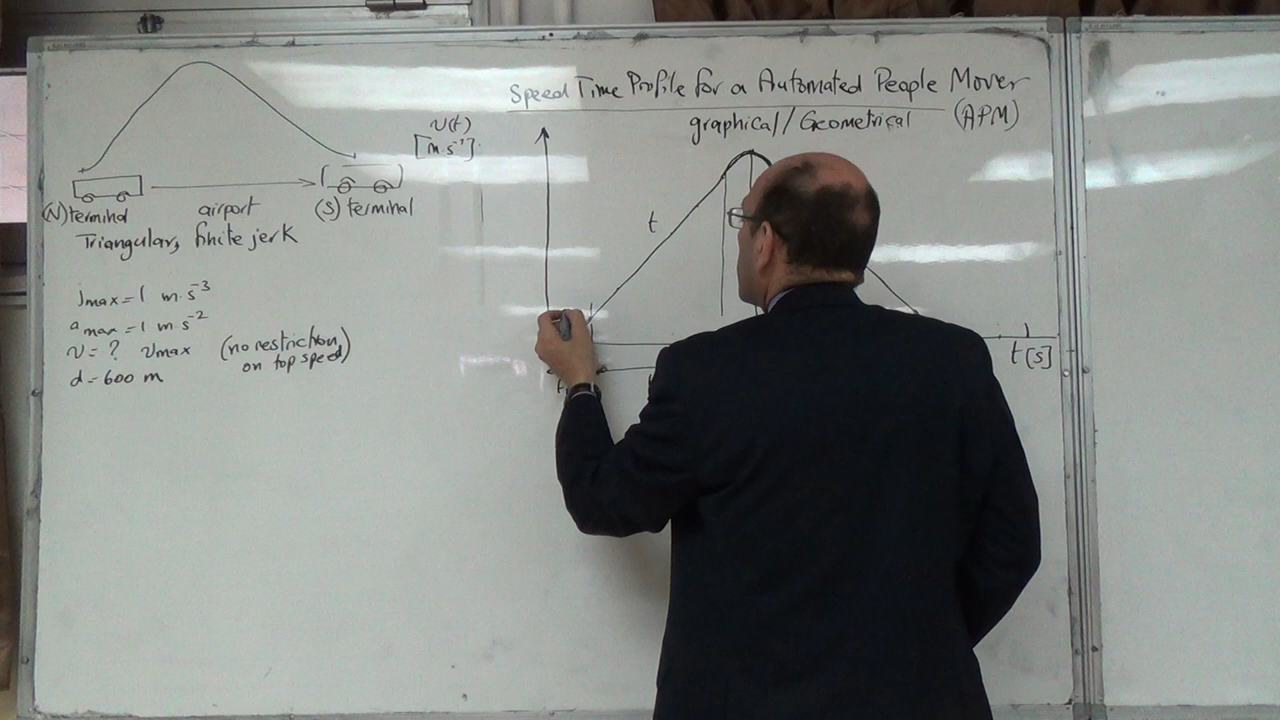 Speed Time Profile for a Automated People Mover
graphical/Geometrical (APM)
(N) terminal
airport
(S) terminal
Triangular, finite jerk
jmax = 1 m·s⁻³
amax = 1 m·s⁻²
v = ? vmax (no restriction
on top speed)
d = 600 m
v(t)
[m·s⁻¹]
t
t[s]